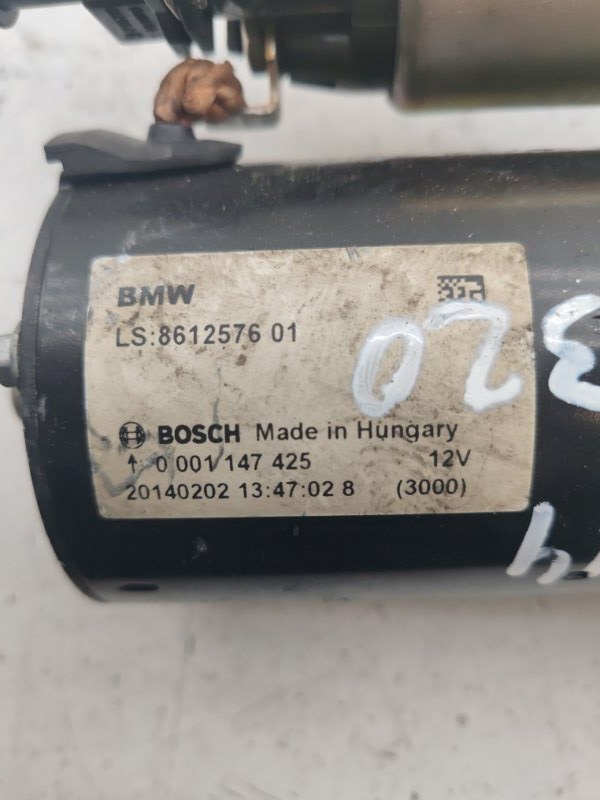 BMW
LS:8612576 01
320
BOSCH Made in Hungary
↑ 0 001 147 425 12V
20140202 13:47:02 8 (3000)